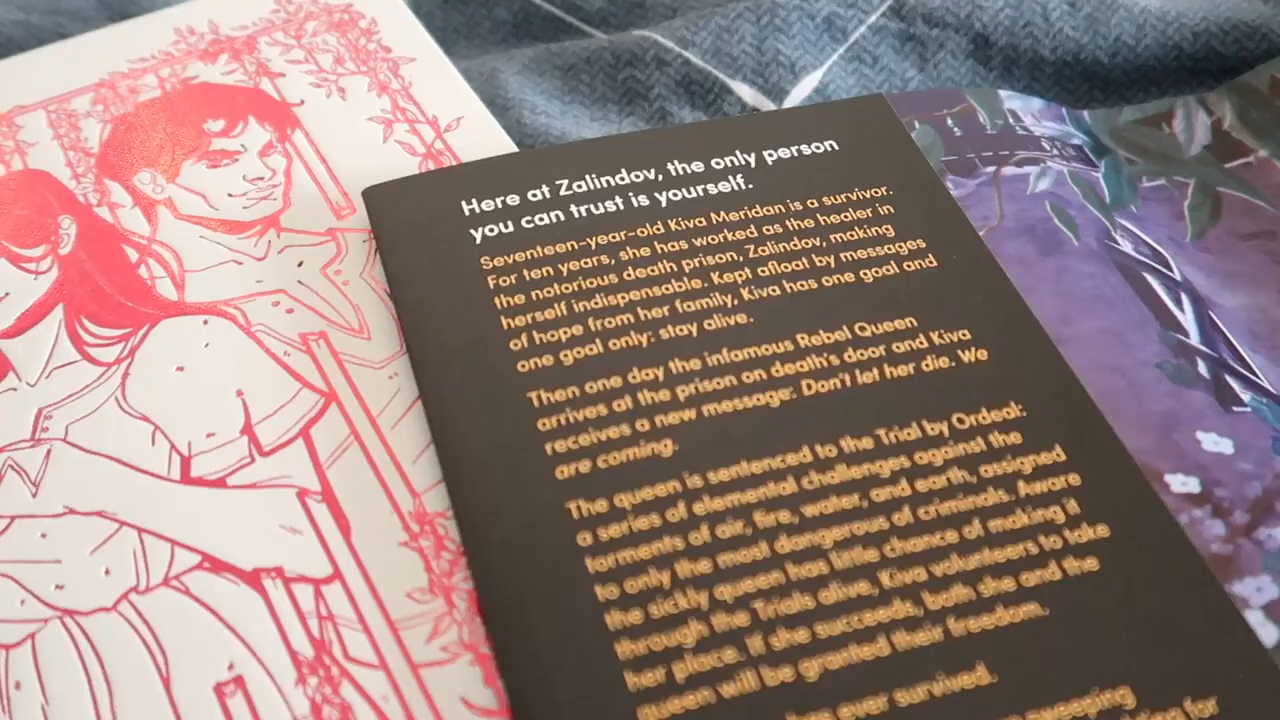 Here at Zalindov, the only person
you can trust is yourself.
Seventeen-year-old Kiva Meridan is a survivor.
For ten years, she has worked as the healer in
the notorious death prison, Zalindov, making
herself indispensable. Kept afloat by messages
of hope from her family, Kiva has one goal and
one goal only: stay alive.
Then one day the infamous Rebel Queen
arrives at the prison on death's door and Kiva
receives a new message: Don't let her die. We
are coming.
The queen is sentenced to the Trial by Ordeal:
a series of elemental challenges against the
torments of air, fire, water, and earth, assigned
to only the most dangerous of criminals. Aware
the sickly queen has little chance of making it
through the Trials alive, Kiva volunteers to take
her place. If she succeeds, both she and the
queen will be granted their freedom.
ever survived.
for